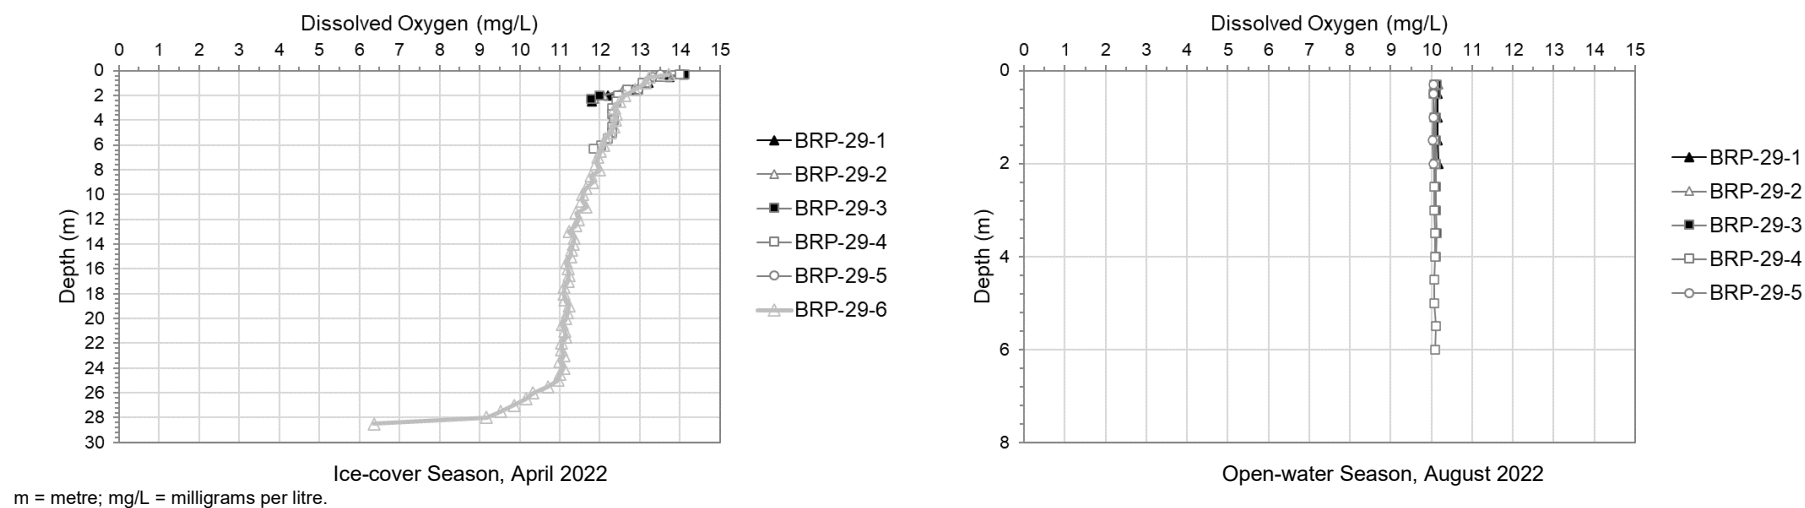 Dissolved Oxygen (mg/L)
0 1 2 3 4 5 6 7 8 9 10 11 12 13 14 15
0
2
4
6
8
10
12
14
16
18
20
22
24
26
28
30
Depth (m)
BRP-29-1
BRP-29-2
BRP-29-3
BRP-29-4
BRP-29-5
BRP-29-6
Ice-cover Season, April 2022
Dissolved Oxygen (mg/L)
0 1 2 3 4 5 6 7 8 9 10 11 12 13 14 15
0
2
4
6
8
Depth (m)
BRP-29-1
BRP-29-2
BRP-29-3
BRP-29-4
BRP-29-5
Open-water Season, August 2022
m = metre; mg/L = milligrams per litre.